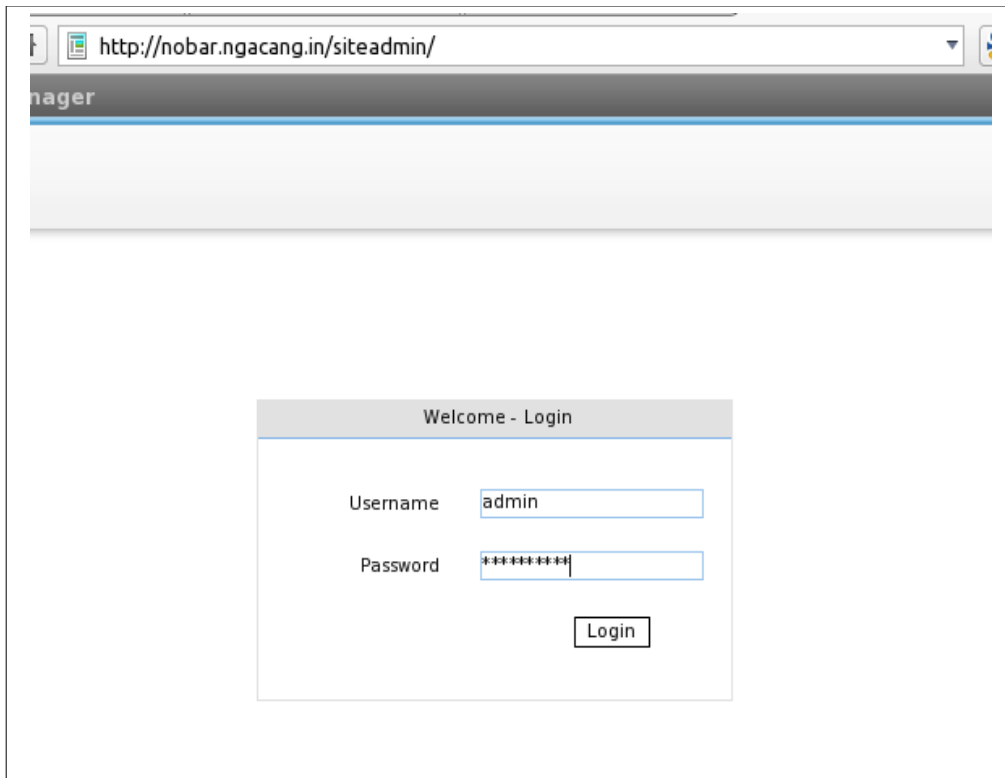 http://nobar.ngacang.in/siteadmin/
nager
Welcome - Login
Username admin
Password **********
Login